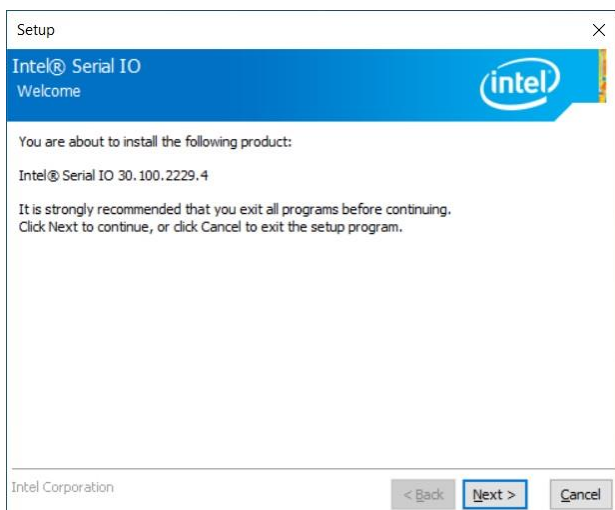 Setup
Intel® Serial IO
Welcome
intel
You are about to install the following product:
Intel® Serial IO 30.100.2229.4
It is strongly recommended that you exit all programs before continuing.
Click Next to continue, or click Cancel to exit the setup program.
Intel Corporation
< Back
Next >
Cancel